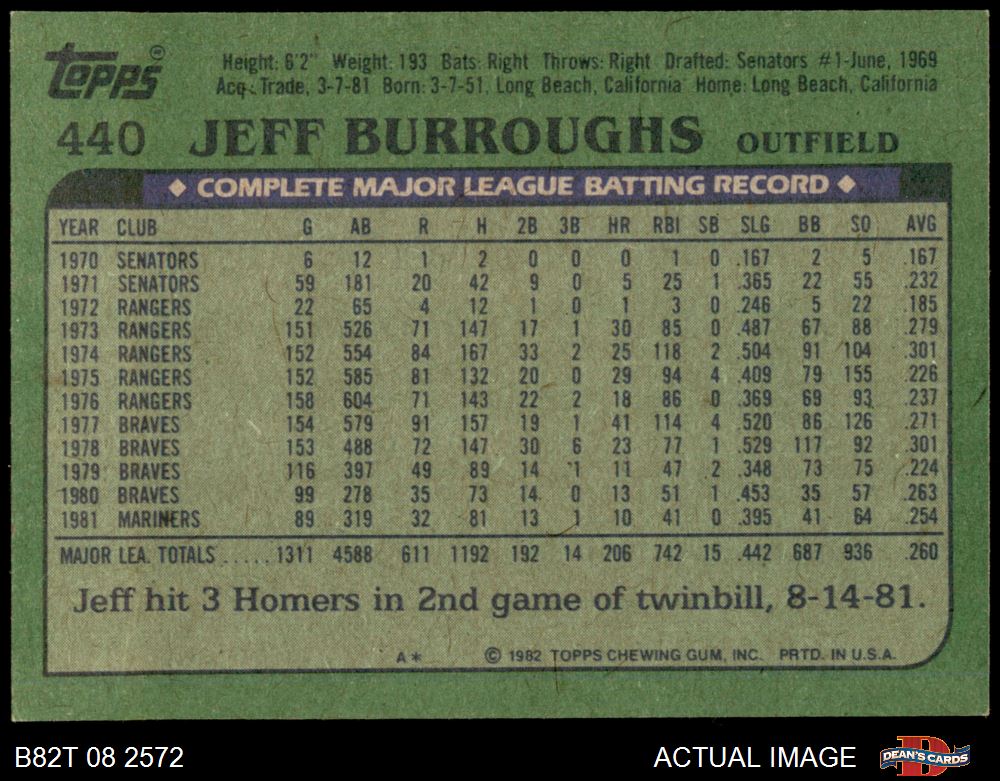 Topps®
Height: 6'2" Weight: 193 Bats: Right Throws: Right Drafted: Senators #1-June, 1969
Acq: Trade, 3-7-81 Born: 3-7-51, Long Beach, California Home: Long Beach, California
440 JEFF BURROUGHS OUTFIELD
◆ COMPLETE MAJOR LEAGUE BATTING RECORD ◆
YEAR CLUB G AB R H 2B 3B HR RBI SB SLG BB SO AVG
1970 SENATORS 6 12 1 2 0 0 0 1 0 .167 2 5 .167
1971 SENATORS 59 181 20 42 9 0 5 25 1 .365 22 55 .232
1972 RANGERS 22 65 4 12 1 0 1 3 0 .246 5 22 .185
1973 RANGERS 151 526 71 147 17 1 30 85 0 .487 67 88 .279
1974 RANGERS 152 554 84 167 33 2 25 118 2 .504 91 104 .301
1975 RANGERS 152 585 81 132 20 0 29 94 4 .409 79 155 .226
1976 RANGERS 158 604 71 143 22 2 18 86 0 .369 69 93 .237
1977 BRAVES 154 579 91 157 19 1 41 114 4 .520 86 126 .271
1978 BRAVES 153 488 72 147 30 6 23 77 1 .529 117 92 .301
1979 BRAVES 116 397 49 89 14 1 11 47 2 .348 73 75 .224
1980 BRAVES 99 278 35 73 14 0 13 51 1 .453 35 57 .263
1981 MARINERS 89 319 32 81 13 1 10 41 0 .395 41 64 .254
MAJOR LEA. TOTALS ..... 1311 4588 611 1192 192 14 206 742 15 .442 687 936 .260
Jeff hit 3 Homers in 2nd game of twinbill, 8-14-81.
A* © 1982 TOPPS CHEWING GUM, INC. PRTD. IN U.S.A.
B82T 08 2572 ACTUAL IMAGE D DEAN'S CARDS